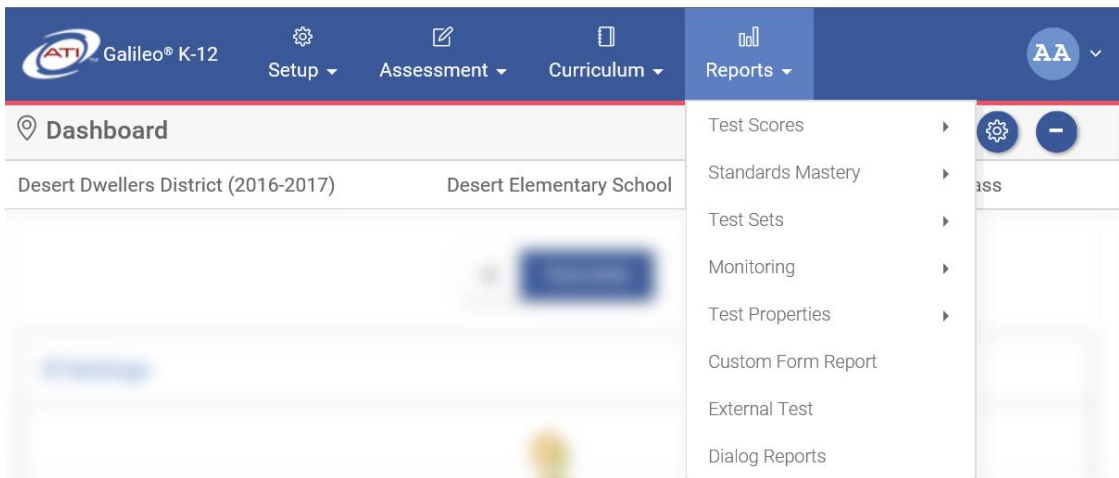 ATI Galileo® K-12
Setup
Assessment
Curriculum
Reports
AA
Dashboard
Desert Dwellers District (2016-2017) Desert Elementary School ass
Test Scores
Standards Mastery
Test Sets
Monitoring
Test Properties
Custom Form Report
External Test
Dialog Reports